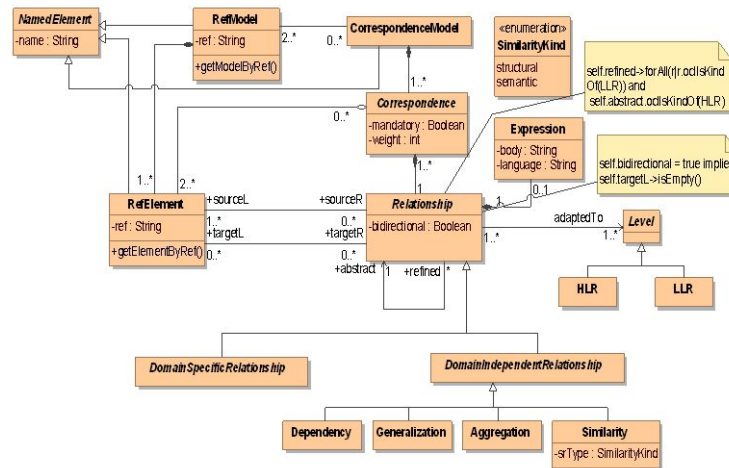 NamedElement
-name : String
RefModel
-ref : String
+getModelByRef()
2..*
0..*
CorrespondenceModel
«enumeration»
SimilarityKind
structural
semantic
self.refined->forAll(r|r.oclIsKind
Of(LLR)) and
self.abstract.oclIsKindOf(HLR)
1..*
0..*
Correspondence
-mandatory : Boolean
-weight : int
Expression
-body : String
-language : String
self.bidirectional = true implie
self.targetL->isEmpty()
1..*
2..*
1..*
1
1
0..1
RefElement
-ref : String
+getElementByRef()
+sourceL
+sourceR
1..*
0..*
+targetL
+targetR
0..*
0..*
Relationship
-bidirectional : Boolean
1..*
adaptedTo
1..*
Level
+abstract
+refined
1
*
HLR
LLR
DomainSpecificRelationship
DomainIndependentRelationship
Dependency
Generalization
Aggregation
Similarity
-srType : SimilarityKind